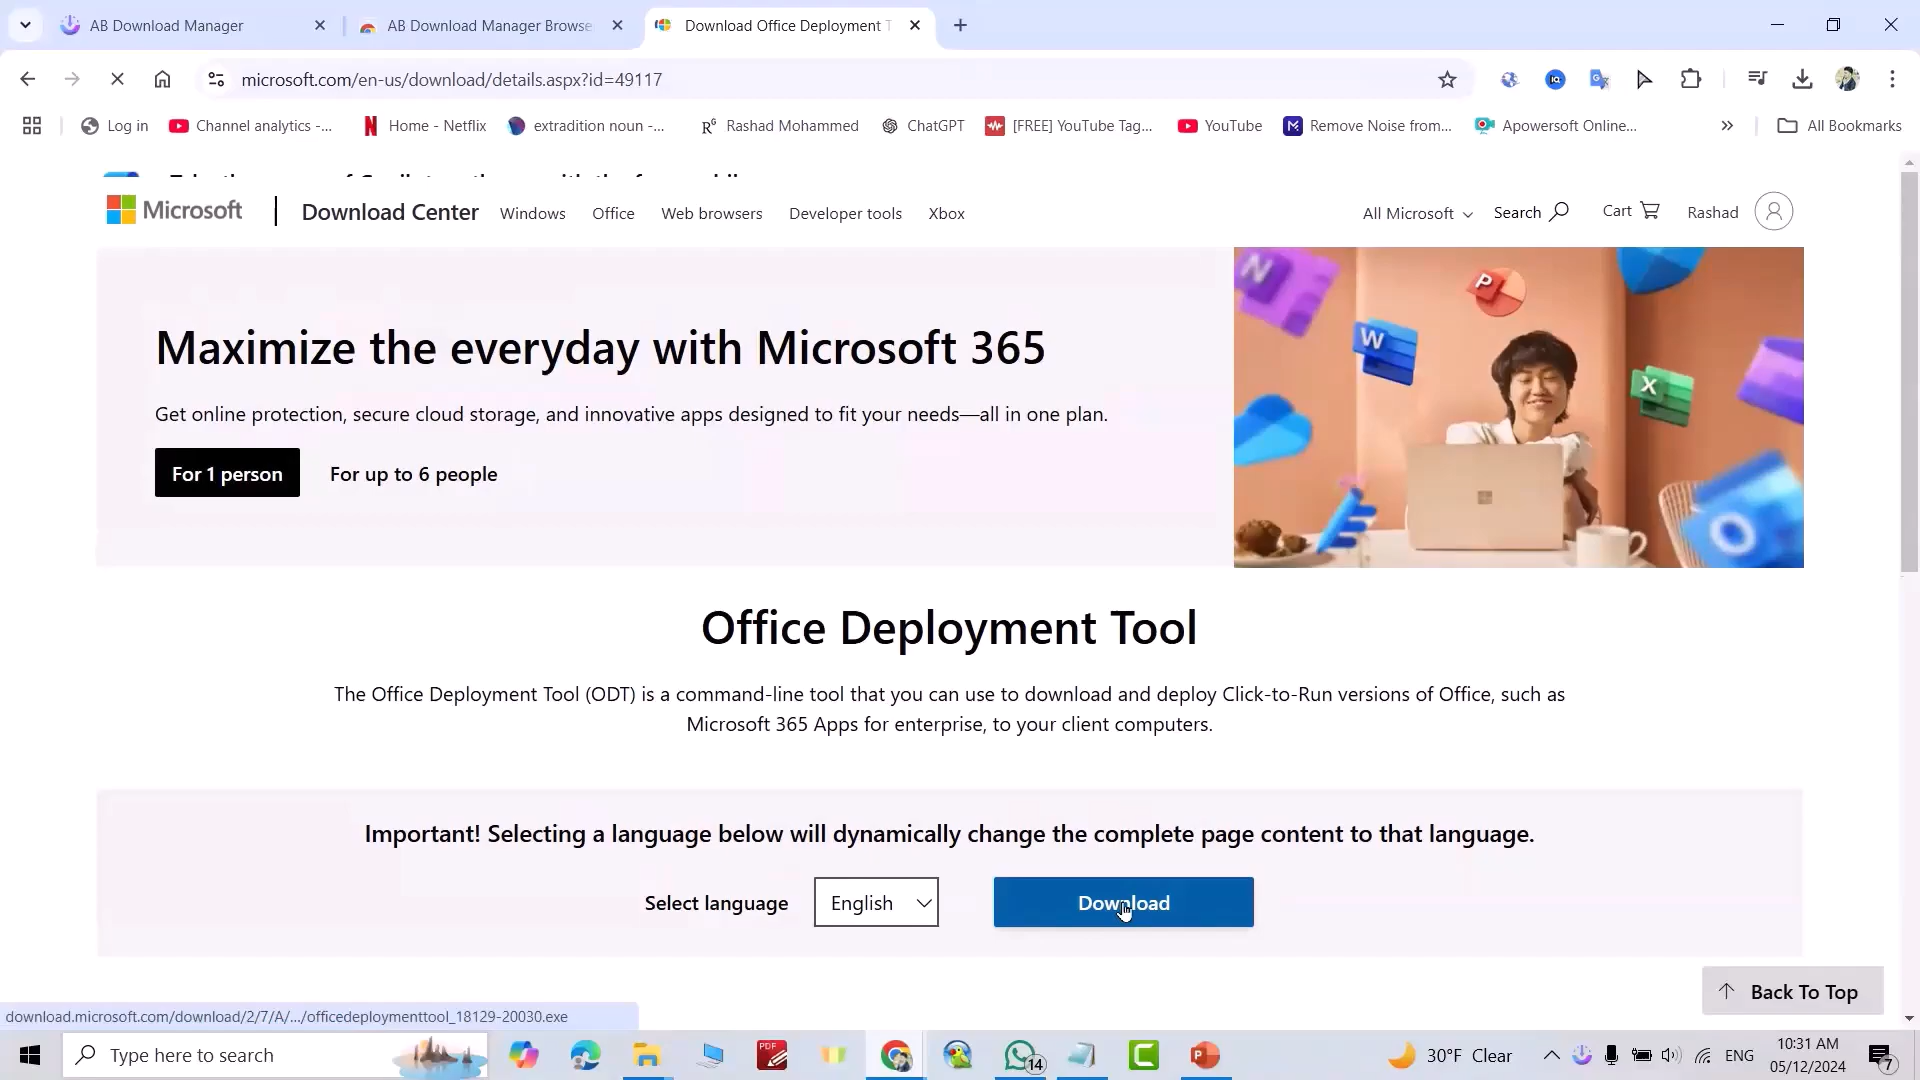 AB Download Manager
AB Download Manager Browse
Download Office Deployment T
microsoft.com/en-us/download/details.aspx?id=49117
Log in
Channel analytics -...
Home - Netflix
extradition noun -...
Rashad Mohammed
ChatGPT
[FREE] YouTube Tag...
YouTube
Remove Noise from...
Apowersoft Online...
All Bookmarks
Microsoft
Download Center
Windows
Office
Web browsers
Developer tools
Xbox
All Microsoft
Search
Cart
Rashad
Maximize the everyday with Microsoft 365
Get online protection, secure cloud storage, and innovative apps designed to fit your needs—all in one plan.
For 1 person
For up to 6 people
N
P
W
X
O
Office Deployment Tool
The Office Deployment Tool (ODT) is a command-line tool that you can use to download and deploy Click-to-Run versions of Office, such as
Microsoft 365 Apps for enterprise, to your client computers.
Important! Selecting a language below will dynamically change the complete page content to that language.
Select language
English
Download
Back To Top
download.microsoft.com/download/2/7/A/.../officedeploymenttool_18129-20030.exe
Type here to search
PDF
14
C
P
30°F Clear
ENG
10:31 AM
05/12/2024
7